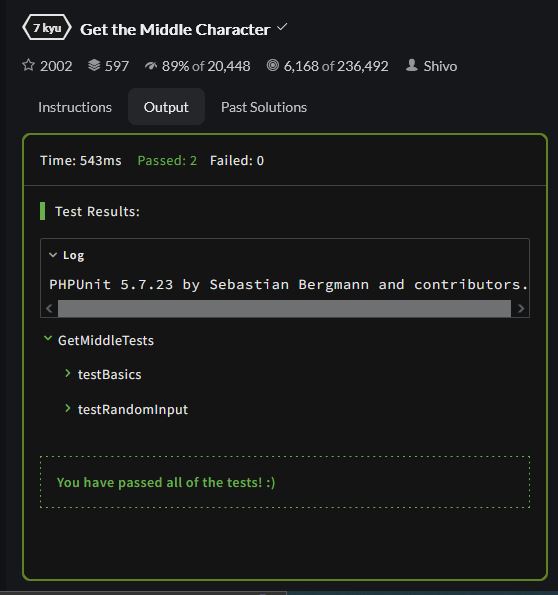 7 kyu Get the Middle Character
2002 597 89% of 20,448 6,168 of 236,492 Shivo
Instructions Output Past Solutions
Time: 543ms Passed: 2 Failed: 0
Test Results:
Log
PHPUnit 5.7.23 by Sebastian Bergmann and contributors.
GetMiddleTests
testBasics
testRandomInput
You have passed all of the tests! :)